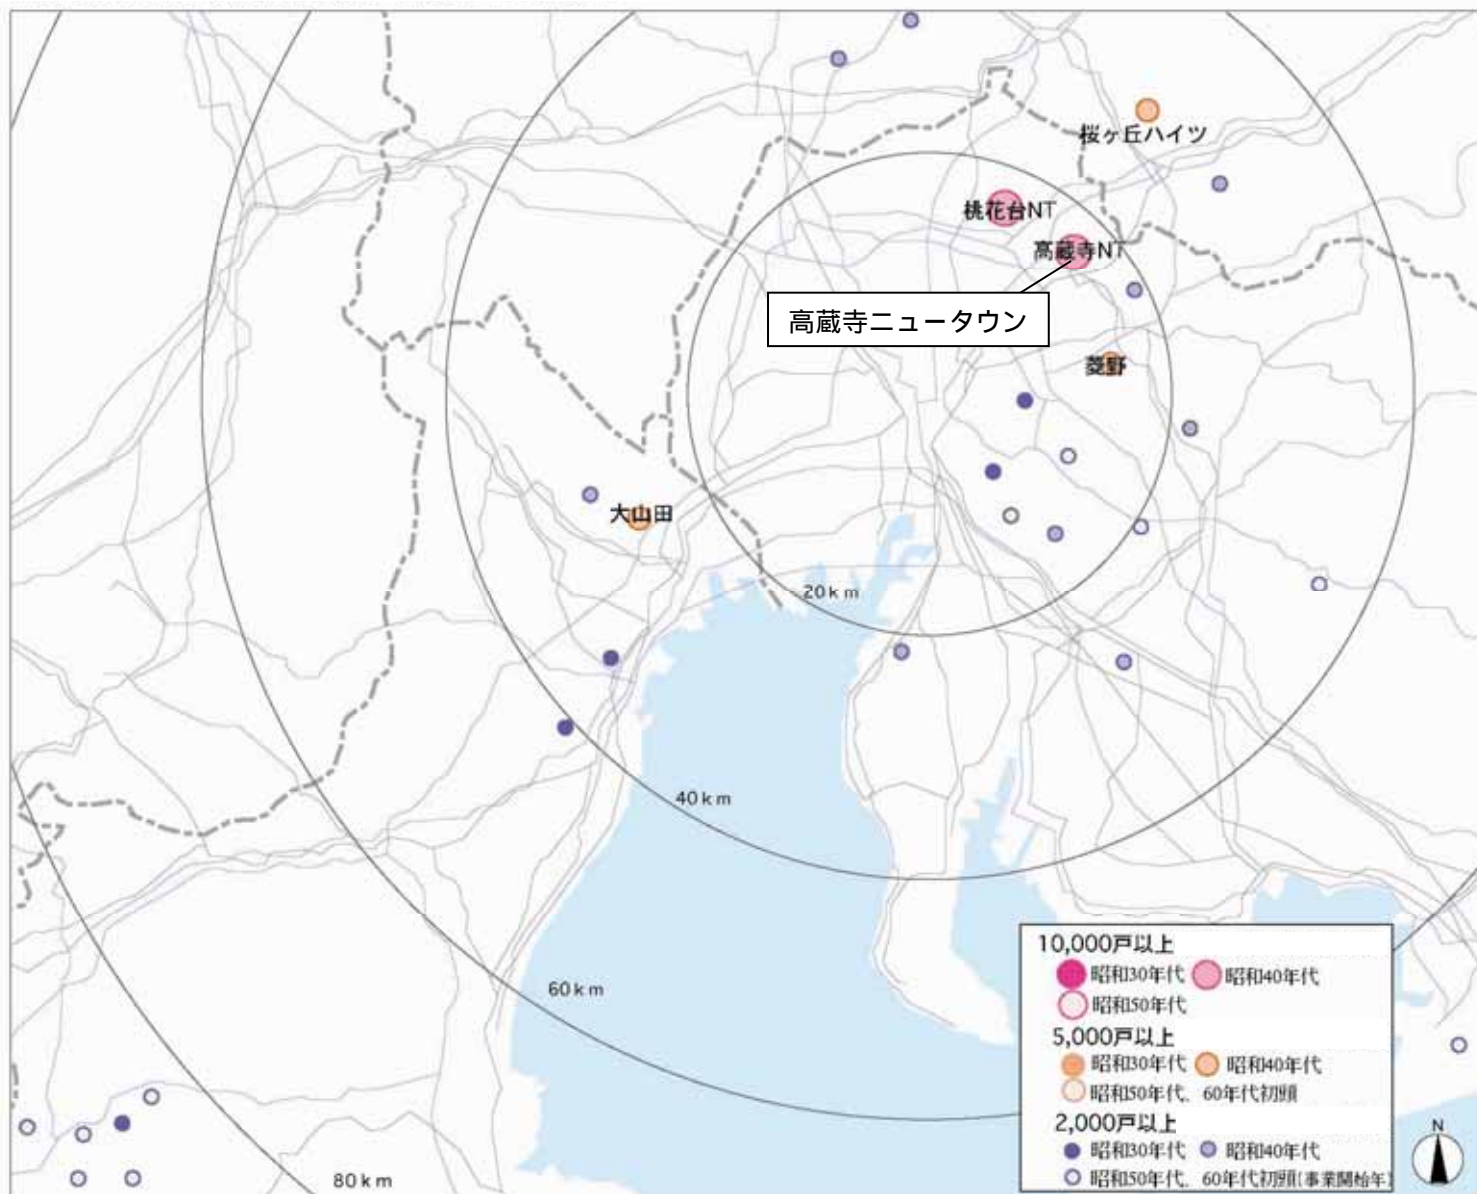 桜ヶ丘ハイツ
桃花台NT
高蔵寺NT
高蔵寺ニュータウン
菱野
大山田
20km
40km
60km
80km
10,000戸以上
昭和30年代 昭和40年代
昭和50年代
5,000戸以上
昭和30年代 昭和40年代
昭和50年代、60年代初頭
2,000戸以上
昭和30年代 昭和40年代
昭和50年代、60年代初頭(事業開始年)
N